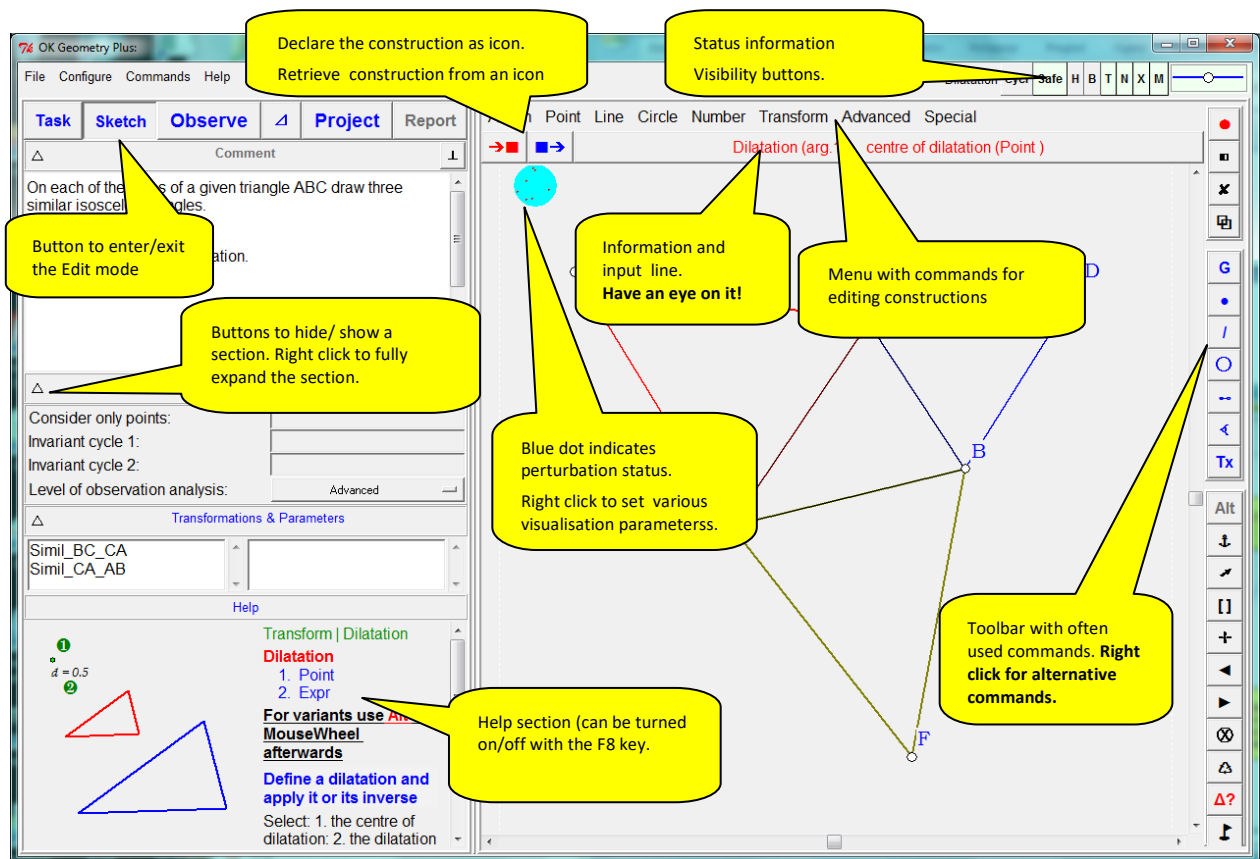 Declare the construction as icon.
Retrieve construction from an icon
Status information
Visibility buttons.
OK Geometry Plus:
File Configure Commands Help
Safe H B T N X M
Task Sketch Observe Project Report
Point Line Circle Number Transform Advanced Special
Comment
Dilatation (arg. centre of dilatation (Point )
On each of the of a given triangle ABC draw three
similar
Button to enter/exit
the Edit mode
Information and
input line.
Have an eye on it!
Menu with commands for
editing constructions
D
Buttons to hide/ show a
section. Right click to fully
expand the section.
Consider only points:
Invariant cycle 1:
Invariant cycle 2:
Level of observation analysis: Advanced
Blue dot indicates
perturbation status.
Right click to set various
visualisation parameterss.
B
G
Tx
Alt
[]
Δ?
Transformations & Parameters
Simil_BC_CA
Simil_CA_AB
Help
1
d = 0.5
2
Transform | Dilatation
Dilatation
1. Point
2. Expr
For variants use
MouseWheel
afterwards
Define a dilatation and
apply it or its inverse
Select: 1. the centre of
dilatation: 2. the dilatation
Help section (can be turned
on/off with the F8 key.
Toolbar with often
used commands. Right
click for alternative
commands.
F